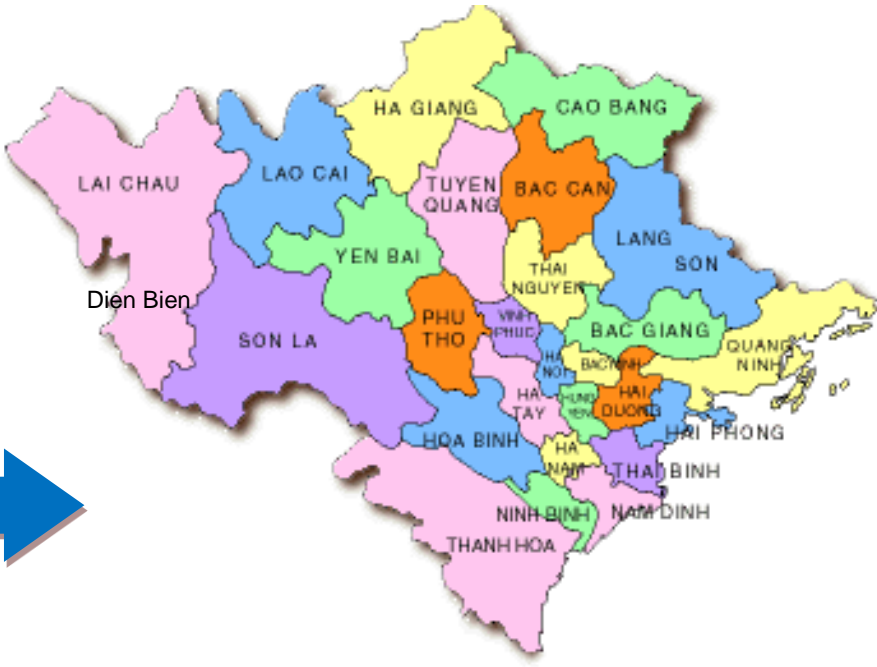 HA GIANG
CAO BANG
LAI CHAU
LAO CAI
TUYEN
QUANG
BAC CAN
LANG
SON
YEN BAI
THAI
NGUYEN
Dien Bien
PHU
THO
VINH
PHUC
BAC GIANG
SON LA
QUANG
NINH
HA
NOI
BAC NINH
HA
TAY
HUNG
YEN
HAI
DUONG
HAI PHONG
HOA BINH
HA
NAM
THAI BINH
NINH BINH
NAM DINH
THANH HOA